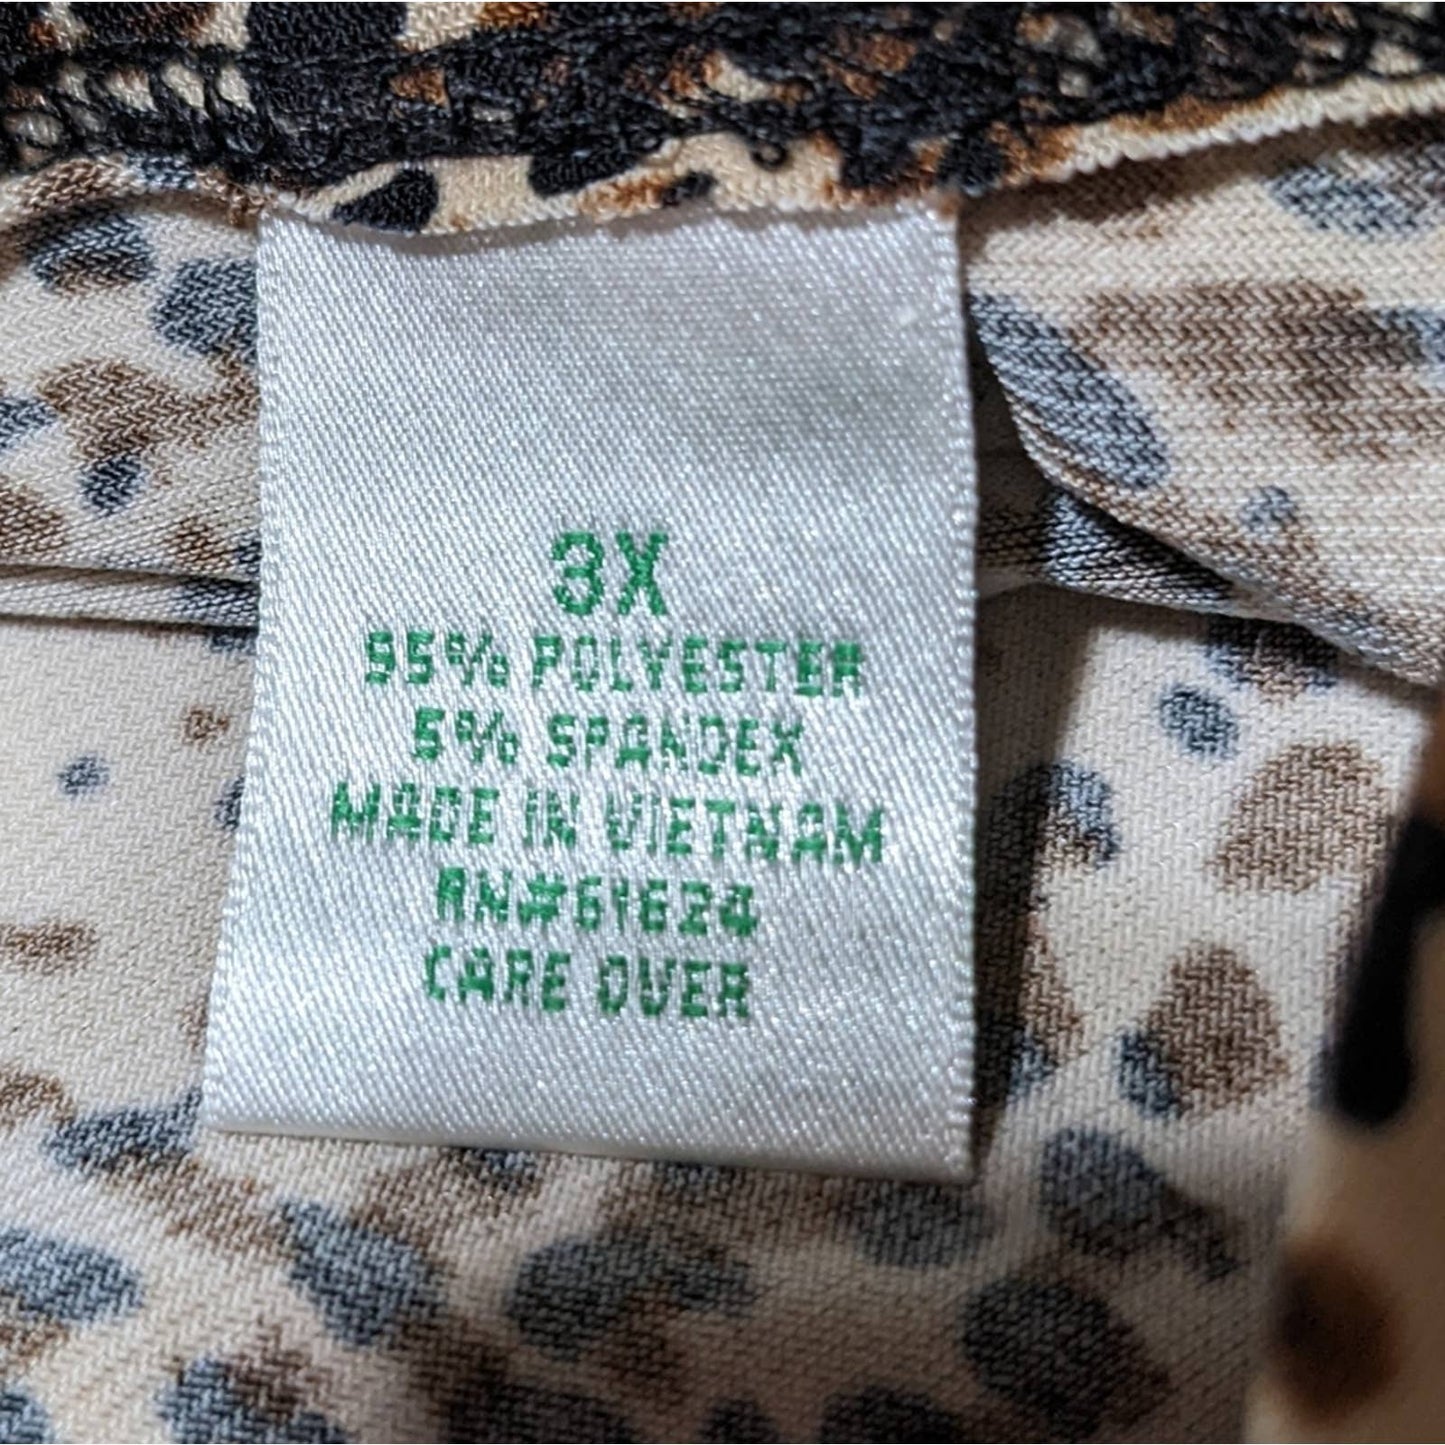 3X
95% POLYESTER
5% SPANDEX
MADE IN VIETNAM
RN#61624
CARE OVER